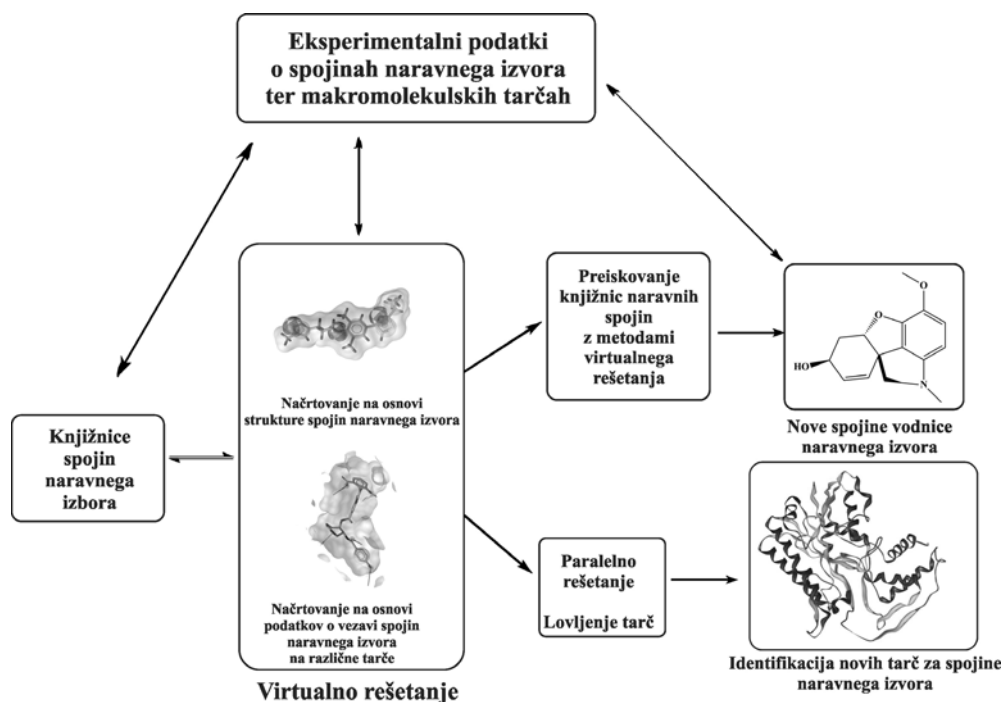 Eksperimentalni podatki
o spojinah naravnega izvora
ter makromolekulskih tarčah
Knjižnice
spojin
naravnega
izbora
Načrtovanje na osnovi
strukture spojin naravnega izvora
Načrtovanje na osnovi
podatkov o vezavi spojin
naravnega izvora
na različne tarče
Virtualno rešetanje
Preiskovanje
knjižnic naravnih
spojin
z metodami
virtualnega
rešetanja
O
O
HO
N
Nove spojine vodnice
naravnega izvora
Paralelno
rešetanje
Lovljenje tarč
Identifikacija novih tarč za spojine
naravnega izvora